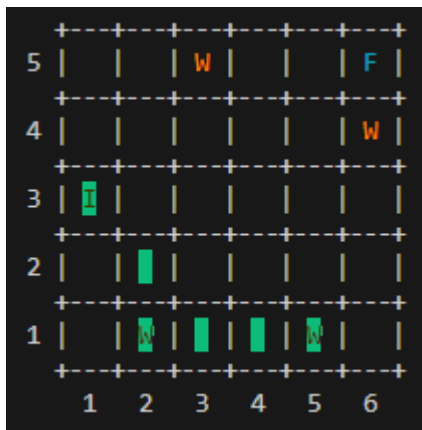 +---+---+---+---+---+---+
5 |   |   | W |   |   | F |
+---+---+---+---+---+---+
4 |   |   |   |   |   | W |
+---+---+---+---+---+---+
3 | I |   |   |   |   |   |
+---+---+---+---+---+---+
2 |   |   |   |   |   |   |
+---+---+---+---+---+---+
1 |   | W |   |   | W |   |
+---+---+---+---+---+---+
1 2 3 4 5 6